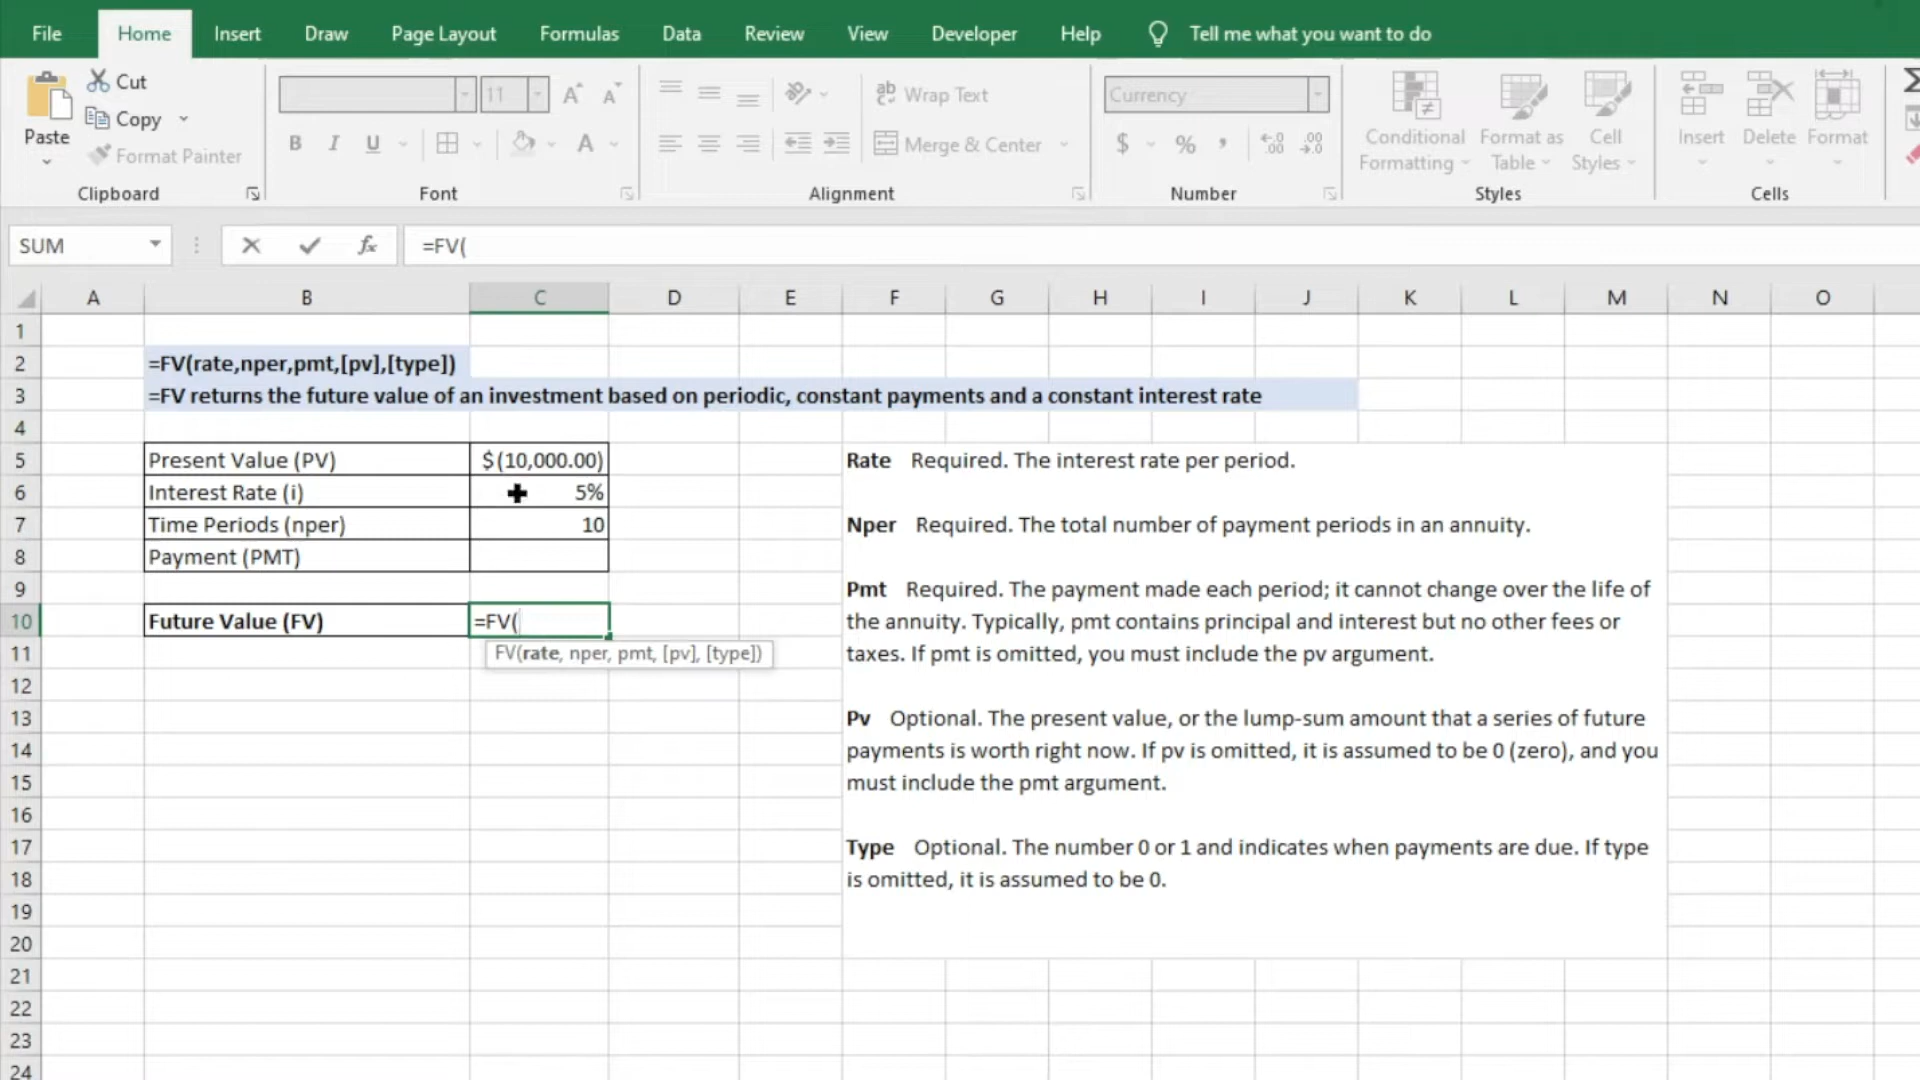 File Home Insert Draw Page Layout Formulas Data Review View Developer Help Tell me what you want to do
Cut
Copy
Format Painter
Paste
Clipboard
11
B I U
Font
Wrap Text
Merge & Center
Alignment
Currency
$ % ,
Number
Conditional Formatting
Format as Table
Cell Styles
Styles
Insert Delete Format
Cells
SUM fx =FV(
A B C D E F G H I J K L M N O
1
2 =FV(rate,nper,pmt,[pv],[type])
3 =FV returns the future value of an investment based on periodic, constant payments and a constant interest rate
4
5 Present Value (PV) $(10,000.00)
6 Interest Rate (i) 5%
7 Time Periods (nper) 10
8 Payment (PMT)
9
10 Future Value (FV) =FV(
FV(rate, nper, pmt, [pv], [type])
11
12
13
14
15
16
17
18
19
20
21
22
23
24
Rate Required. The interest rate per period.
Nper Required. The total number of payment periods in an annuity.
Pmt Required. The payment made each period; it cannot change over the life of
the annuity. Typically, pmt contains principal and interest but no other fees or
taxes. If pmt is omitted, you must include the pv argument.
Pv Optional. The present value, or the lump-sum amount that a series of future
payments is worth right now. If pv is omitted, it is assumed to be 0 (zero), and you
must include the pmt argument.
Type Optional. The number 0 or 1 and indicates when payments are due. If type
is omitted, it is assumed to be 0.